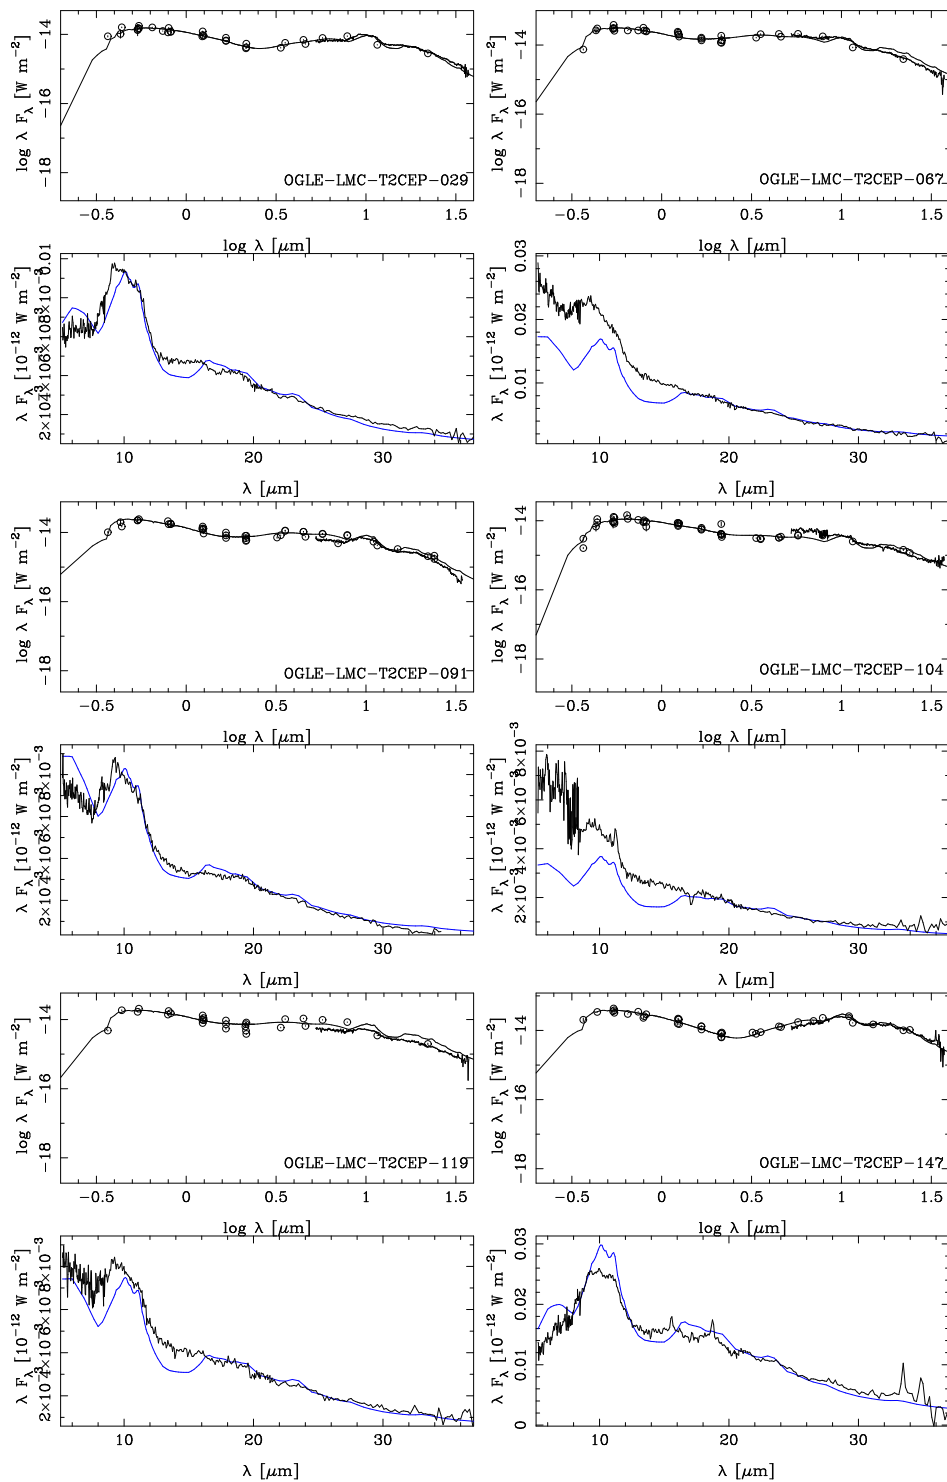 log λ F_λ [W m⁻²]
−14
−16
−18
OGLE−LMC−T2CEP−029
−0.5 0 0.5 1 1.5
log λ [μm]
log λ F_λ [W m⁻²]
−14
−16
−18
OGLE−LMC−T2CEP−067
−0.5 0 0.5 1 1.5
log λ [μm]
λ F_λ [10⁻¹² W m⁻²]
0.01
10 20 30
λ [μm]
λ F_λ [10⁻¹² W m⁻²]
0.03
0.02
0.01
10 20 30
λ [μm]
log λ F_λ [W m⁻²]
−14
−16
−18
OGLE−LMC−T2CEP−091
−0.5 0 0.5 1 1.5
log λ [μm]
log λ F_λ [W m⁻²]
−14
−16
−18
OGLE−LMC−T2CEP−104
−0.5 0 0.5 1 1.5
log λ [μm]
λ F_λ [10⁻¹² W m⁻²]
10 20 30
λ [μm]
λ F_λ [10⁻¹² W m⁻²]
10 20 30
λ [μm]
log λ F_λ [W m⁻²]
−14
−16
−18
OGLE−LMC−T2CEP−119
−0.5 0 0.5 1 1.5
log λ [μm]
log λ F_λ [W m⁻²]
−14
−16
−18
OGLE−LMC−T2CEP−147
−0.5 0 0.5 1 1.5
log λ [μm]
λ F_λ [10⁻¹² W m⁻²]
10 20 30
λ [μm]
λ F_λ [10⁻¹² W m⁻²]
0.03
0.02
0.01
0
10 20 30
λ [μm]